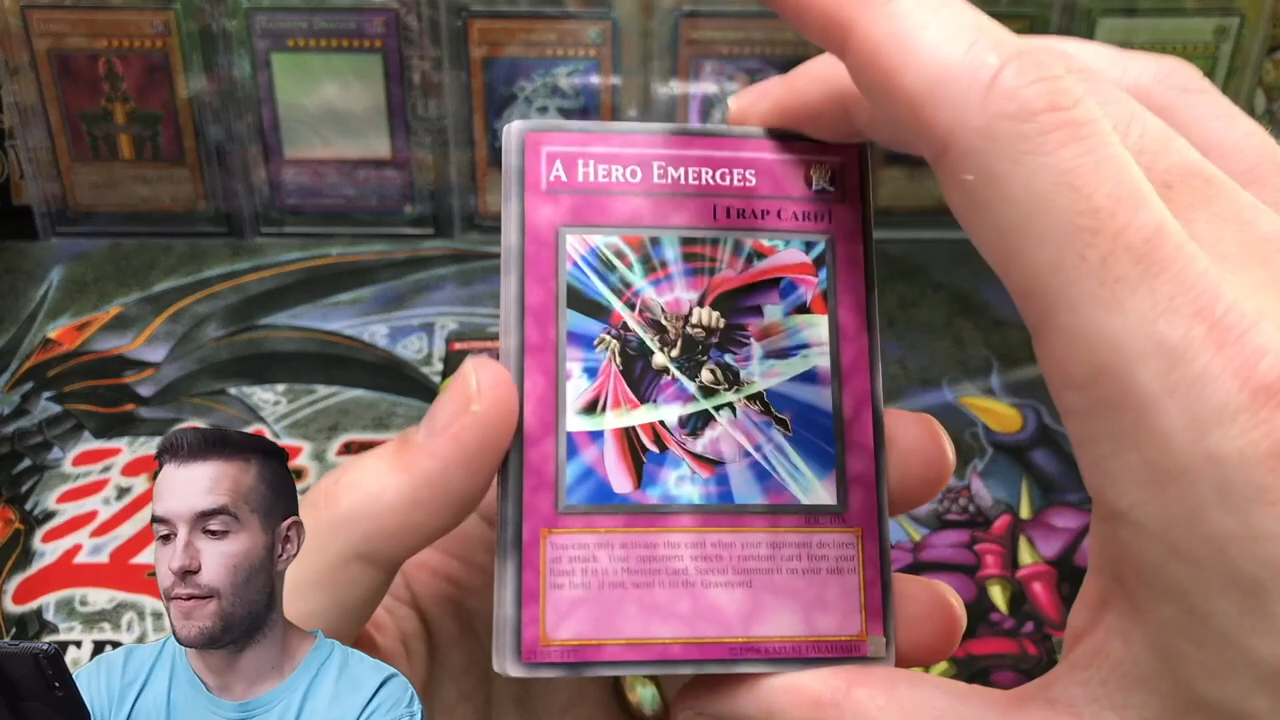 A HERO EMERGES
[TRAP CARD]
You can only activate this card when your opponent declares
an attack. Your opponent selects 1 random card from your
hand. If it is a Monster Card, Special Summon it on your side of
the field. If not, send it to the Graveyard.
©1996 KAZUKI TAKAHASHI